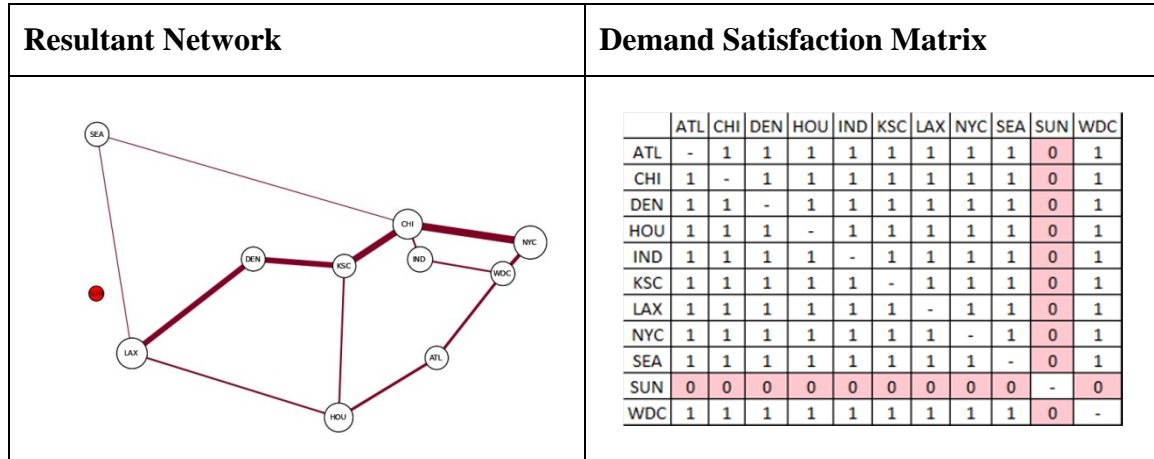 Resultant Network
Demand Satisfaction Matrix
SEA
CHI
NYC
DEN
KSC
IND
WDC
LAX
ATL
HOU
ATL CHI DEN HOU IND KSC LAX NYC SEA SUN WDC
ATL - 1 1 1 1 1 1 1 1 0 1
CHI 1 - 1 1 1 1 1 1 1 0 1
DEN 1 1 - 1 1 1 1 1 1 0 1
HOU 1 1 1 - 1 1 1 1 1 0 1
IND 1 1 1 1 - 1 1 1 1 0 1
KSC 1 1 1 1 1 - 1 1 1 0 1
LAX 1 1 1 1 1 1 - 1 1 0 1
NYC 1 1 1 1 1 1 1 - 1 0 1
SEA 1 1 1 1 1 1 1 1 - 0 1
SUN 0 0 0 0 0 0 0 0 0 - 0
WDC 1 1 1 1 1 1 1 1 1 0 -